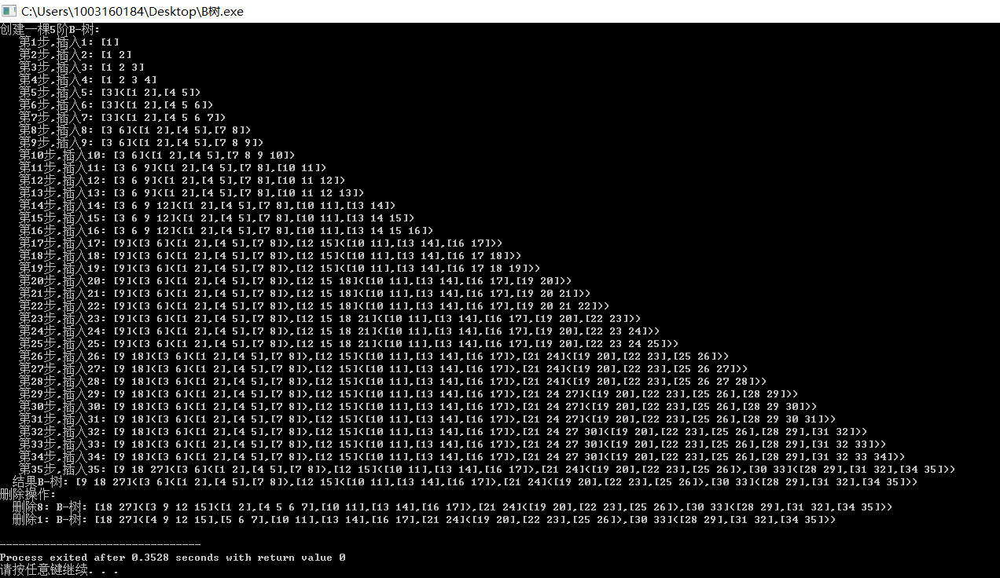 C:\Users\1003160184\Desktop\B树.exe
创建一棵5阶B-树:
第1步,插入1: [1]
第2步,插入2: [1 2]
第3步,插入3: [1 2 3]
第4步,插入4: [1 2 3 4]
第5步,插入5: [3]([1 2],[4 5])
第6步,插入6: [3]([1 2],[4 5 6])
第7步,插入7: [3]([1 2],[4 5 6 7])
第8步,插入8: [3 6]([1 2],[4 5],[7 8])
第9步,插入9: [3 6]([1 2],[4 5],[7 8 9])
第10步,插入10: [3 6]([1 2],[4 5],[7 8 9 10])
第11步,插入11: [3 6 9]([1 2],[4 5],[7 8],[10 11])
第12步,插入12: [3 6 9]([1 2],[4 5],[7 8],[10 11 12])
第13步,插入13: [3 6 9]([1 2],[4 5],[7 8],[10 11 12 13])
第14步,插入14: [3 6 9 12]([1 2],[4 5],[7 8],[10 11],[13 14])
第15步,插入15: [3 6 9 12]([1 2],[4 5],[7 8],[10 11],[13 14 15])
第16步,插入16: [3 6 9 12]([1 2],[4 5],[7 8],[10 11],[13 14 15 16])
第17步,插入17: [9]([3 6]([1 2],[4 5],[7 8]),[12 15]([10 11],[13 14],[16 17]))
第18步,插入18: [9]([3 6]([1 2],[4 5],[7 8]),[12 15]([10 11],[13 14],[16 17 18]))
第19步,插入19: [9]([3 6]([1 2],[4 5],[7 8]),[12 15]([10 11],[13 14],[16 17 18 19]))
第20步,插入20: [9]([3 6]([1 2],[4 5],[7 8]),[12 15 18]([10 11],[13 14],[16 17],[19 20]))
第21步,插入21: [9]([3 6]([1 2],[4 5],[7 8]),[12 15 18]([10 11],[13 14],[16 17],[19 20 21]))
第22步,插入22: [9]([3 6]([1 2],[4 5],[7 8]),[12 15 18]([10 11],[13 14],[16 17],[19 20 21 22]))
第23步,插入23: [9]([3 6]([1 2],[4 5],[7 8]),[12 15 18 21]([10 11],[13 14],[16 17],[19 20],[22 23]))
第24步,插入24: [9]([3 6]([1 2],[4 5],[7 8]),[12 15 18 21]([10 11],[13 14],[16 17],[19 20],[22 23 24]))
第25步,插入25: [9]([3 6]([1 2],[4 5],[7 8]),[12 15 18 21]([10 11],[13 14],[16 17],[19 20],[22 23 24 25]))
第26步,插入26: [9 18]([3 6]([1 2],[4 5],[7 8]),[12 15]([10 11],[13 14],[16 17]),[21 24]([19 20],[22 23],[25 26]))
第27步,插入27: [9 18]([3 6]([1 2],[4 5],[7 8]),[12 15]([10 11],[13 14],[16 17]),[21 24]([19 20],[22 23],[25 26 27]))
第28步,插入28: [9 18]([3 6]([1 2],[4 5],[7 8]),[12 15]([10 11],[13 14],[16 17]),[21 24]([19 20],[22 23],[25 26 27 28]))
第29步,插入29: [9 18]([3 6]([1 2],[4 5],[7 8]),[12 15]([10 11],[13 14],[16 17]),[21 24 27]([19 20],[22 23],[25 26],[28 29]))
第30步,插入30: [9 18]([3 6]([1 2],[4 5],[7 8]),[12 15]([10 11],[13 14],[16 17]),[21 24 27]([19 20],[22 23],[25 26],[28 29 30]))
第31步,插入31: [9 18]([3 6]([1 2],[4 5],[7 8]),[12 15]([10 11],[13 14],[16 17]),[21 24 27]([19 20],[22 23],[25 26],[28 29 30 31]))
第32步,插入32: [9 18]([3 6]([1 2],[4 5],[7 8]),[12 15]([10 11],[13 14],[16 17]),[21 24 27 30]([19 20],[22 23],[25 26],[28 29],[31 32]))
第33步,插入33: [9 18]([3 6]([1 2],[4 5],[7 8]),[12 15]([10 11],[13 14],[16 17]),[21 24 27 30]([19 20],[22 23],[25 26],[28 29],[31 32 33]))
第34步,插入34: [9 18]([3 6]([1 2],[4 5],[7 8]),[12 15]([10 11],[13 14],[16 17]),[21 24 27 30]([19 20],[22 23],[25 26],[28 29],[31 32 33 34]))
第35步,插入35: [9 18 27]([3 6]([1 2],[4 5],[7 8]),[12 15]([10 11],[13 14],[16 17]),[21 24]([19 20],[22 23],[25 26]),[30 33]([28 29],[31 32],[34 35]))
结果B-树: [9 18 27]([3 6]([1 2],[4 5],[7 8]),[12 15]([10 11],[13 14],[16 17]),[21 24]([19 20],[22 23],[25 26]),[30 33]([28 29],[31 32],[34 35]))
删除操作:
删除8: B-树: [18 27]([3 9 12 15]([1 2],[4 5 6 7],[10 11],[13 14],[16 17]),[21 24]([19 20],[22 23],[25 26]),[30 33]([28 29],[31 32],[34 35]))
删除1: B-树: [18 27]([4 9 12 15],[5 6 7],[10 11],[13 14],[16 17],[21 24]([19 20],[22 23],[25 26]),[30 33]([28 29],[31 32],[34 35]))
--------------------------------
Process exited after 0.3528 seconds with return value 0
请按任意键继续. . .